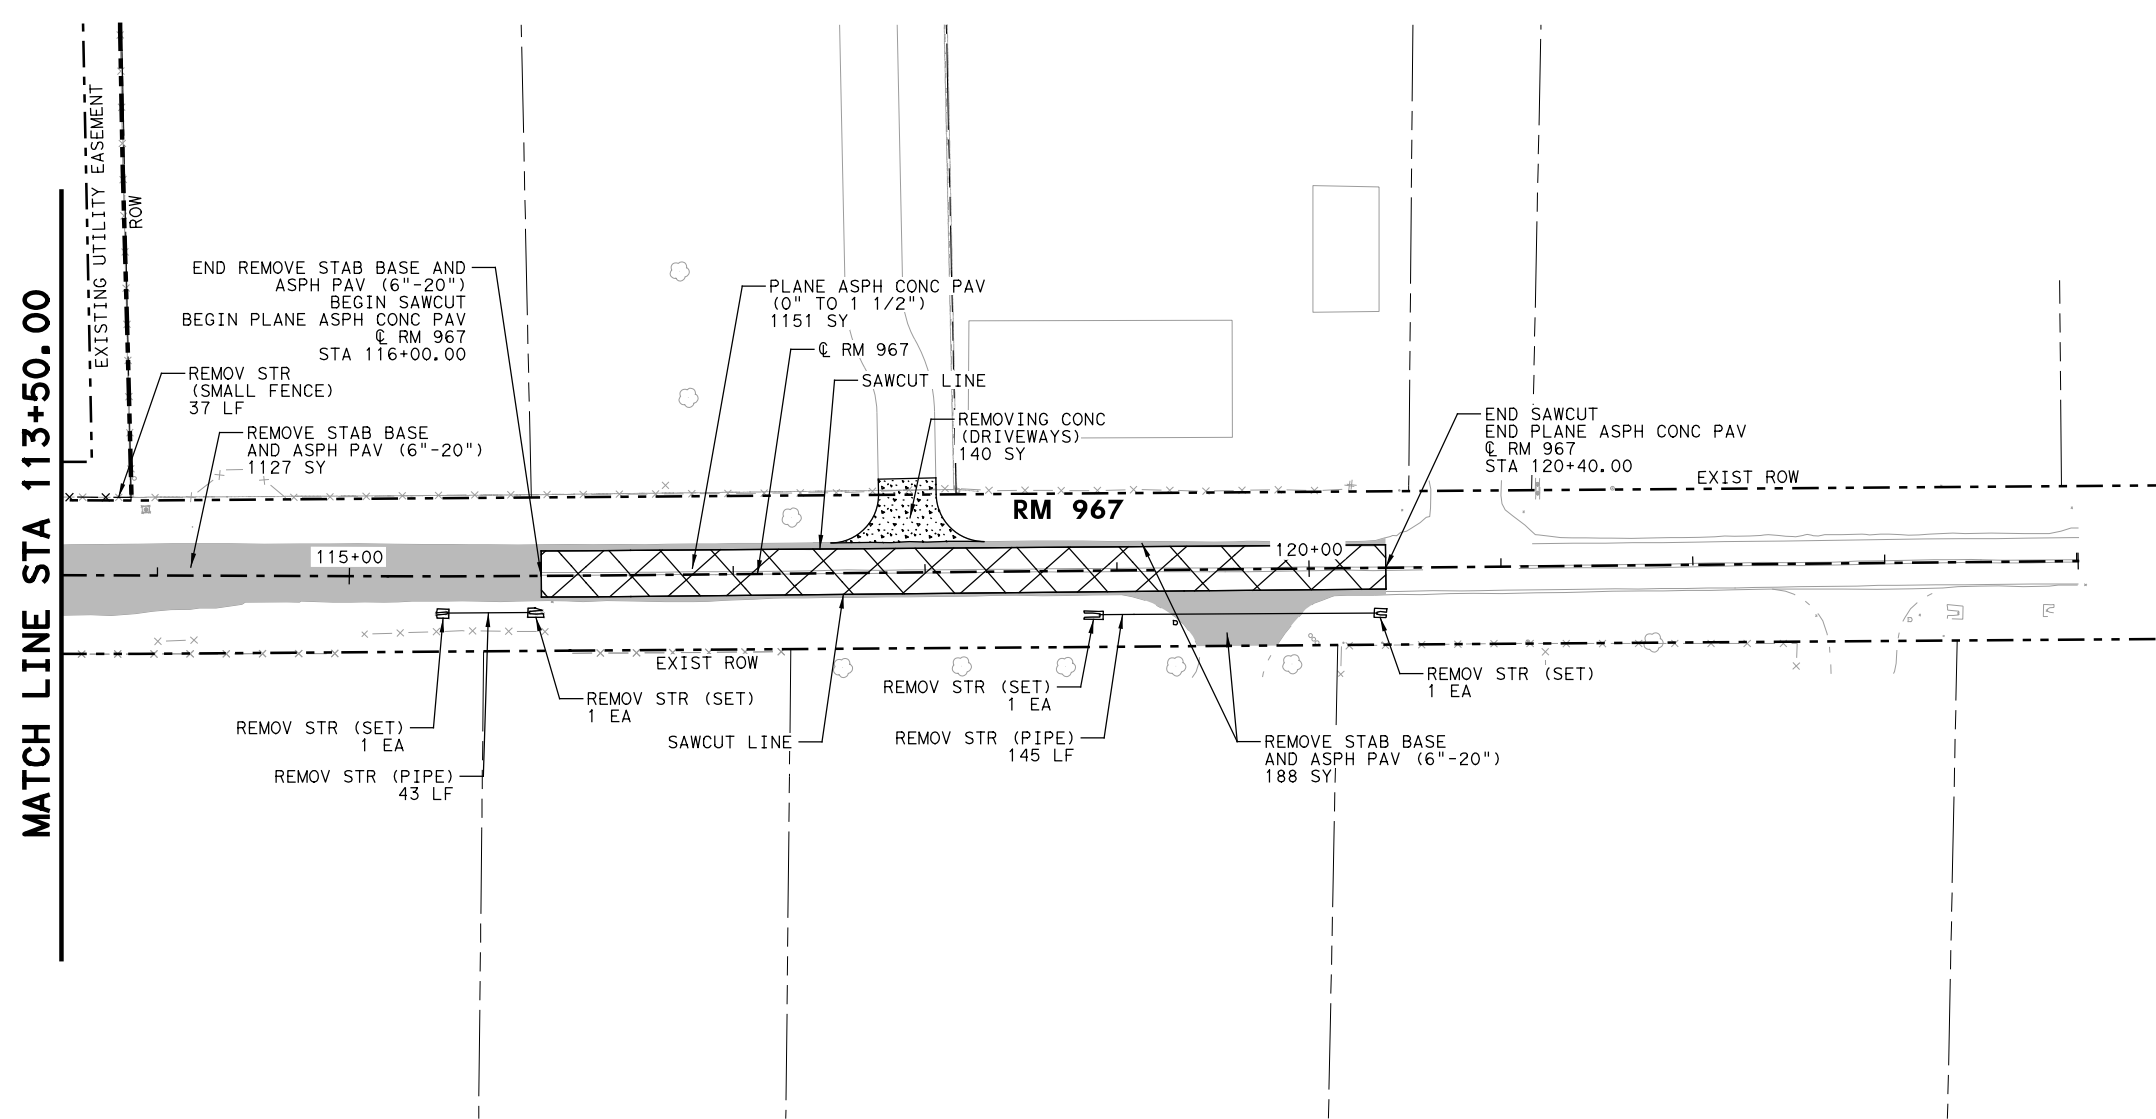 MATCH LINE STA 113+50.00
EXISTING UTILITY EASEMENT
ROW
END REMOVE STAB BASE AND
ASPH PAV (6"-20")
BEGIN SAWCUT
BEGIN PLANE ASPH CONC PAV
℄ RM 967
STA 116+00.00
REMOV STR
(SMALL FENCE)
37 LF
REMOVE STAB BASE
AND ASPH PAV (6"-20")
1127 SY
PLANE ASPH CONC PAV
(0" TO 1 1/2")
1151 SY
℄ RM 967
SAWCUT LINE
REMOVING CONC
(DRIVEWAYS)
140 SY
END SAWCUT
END PLANE ASPH CONC PAV
℄ RM 967
STA 120+40.00
EXIST ROW
RM 967
115+00
120+00
EXIST ROW
REMOV STR (SET)
1 EA
REMOV STR (PIPE)
43 LF
REMOV STR (SET)
1 EA
SAWCUT LINE
REMOV STR (SET)
1 EA
REMOV STR (PIPE)
145 LF
REMOVE STAB BASE
AND ASPH PAV (6"-20")
188 SY
REMOV STR (SET)
1 EA